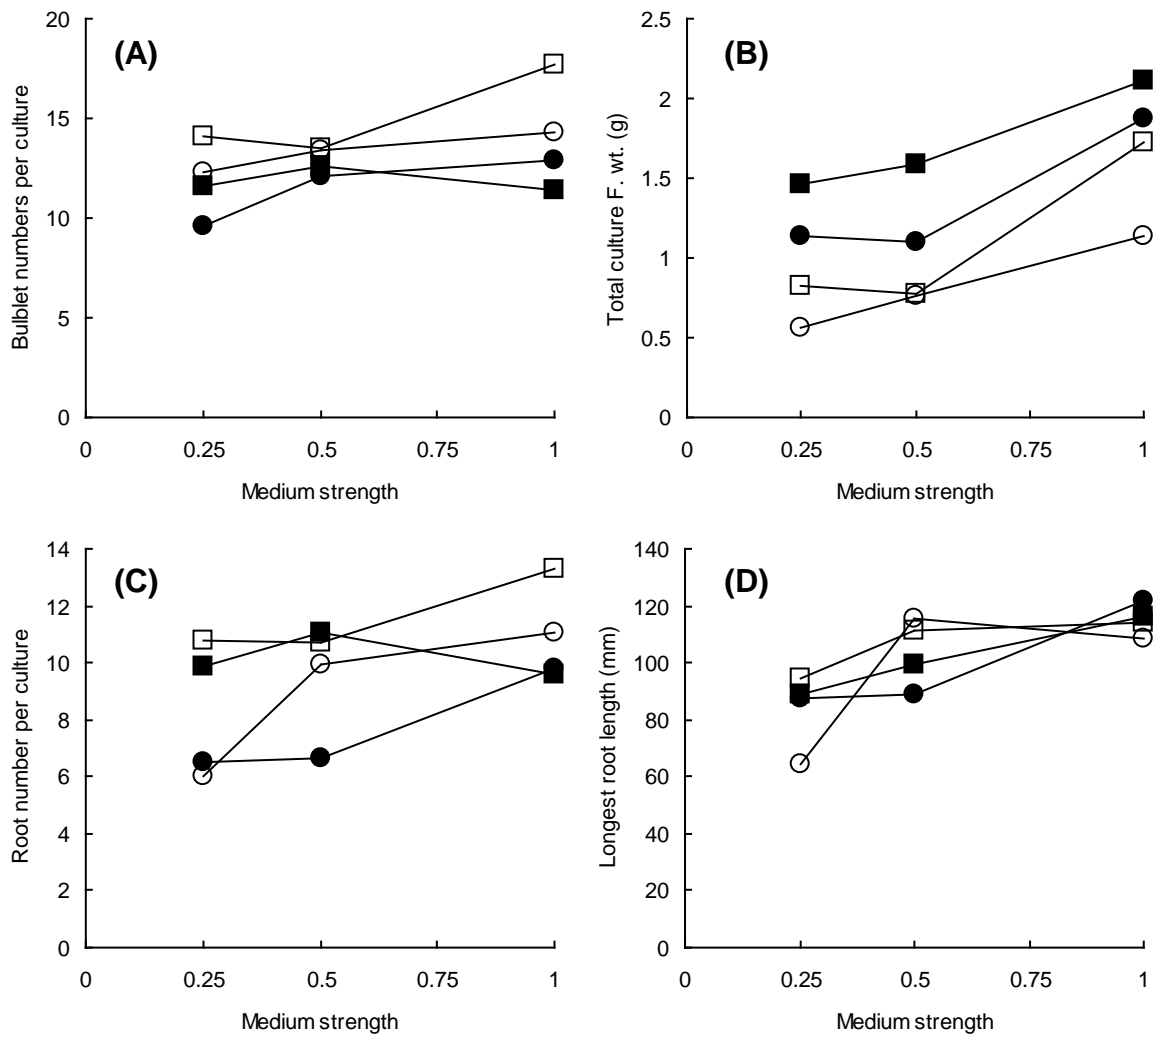 (A)
Bulblet numbers per culture
20
15
10
5
0
0 0.25 0.5 0.75 1
Medium strength
(B)
Total culture F. wt. (g)
2.5
2
1.5
1
0.5
0
0 0.25 0.5 0.75 1
Medium strength
(C)
Root number per culture
14
12
10
8
6
4
2
0
0 0.25 0.5 0.75 1
Medium strength
(D)
Longest root length (mm)
140
120
100
80
60
40
20
0
0 0.25 0.5 0.75 1
Medium strength